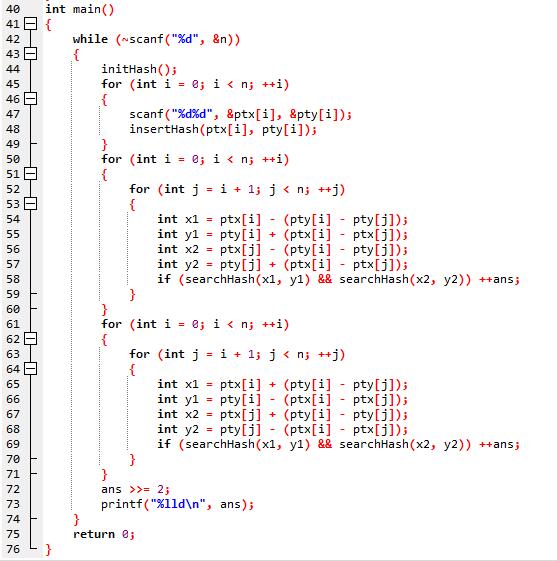 40 int main()
41 {
42     while (~scanf("%d", &n))
43     {
44         initHash();
45         for (int i = 0; i < n; ++i)
46         {
47             scanf("%d%d", &ptx[i], &pty[i]);
48             insertHash(ptx[i], pty[i]);
49         }
50         for (int i = 0; i < n; ++i)
51         {
52             for (int j = i + 1; j < n; ++j)
53             {
54                 int x1 = ptx[i] - (pty[i] - pty[j]);
55                 int y1 = pty[i] + (ptx[i] - ptx[j]);
56                 int x2 = ptx[j] - (pty[i] - pty[j]);
57                 int y2 = pty[j] + (ptx[i] - ptx[j]);
58                 if (searchHash(x1, y1) && searchHash(x2, y2)) ++ans;
59             }
60         }
61         for (int i = 0; i < n; ++i)
62         {
63             for (int j = i + 1; j < n; ++j)
64             {
65                 int x1 = ptx[i] + (pty[i] - pty[j]);
66                 int y1 = pty[i] - (ptx[i] - ptx[j]);
67                 int x2 = ptx[j] + (pty[i] - pty[j]);
68                 int y2 = pty[j] - (ptx[i] - ptx[j]);
69                 if (searchHash(x1, y1) && searchHash(x2, y2)) ++ans;
70             }
71         }
72         ans >>= 2;
73         printf("%lld\n", ans);
74     }
75     return 0;
76 }